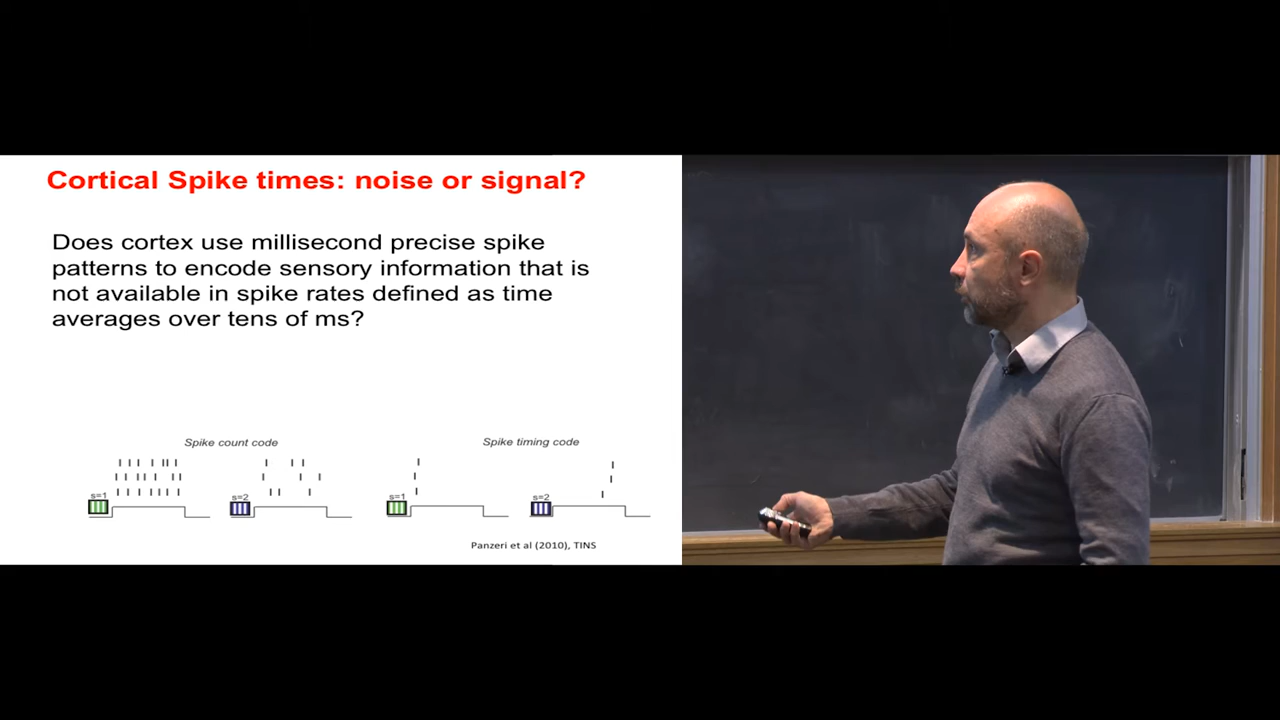 Cortical Spike times: noise or signal?
Does cortex use millisecond precise spike
patterns to encode sensory information that is
not available in spike rates defined as time
averages over tens of ms?
Spike count code
Spike timing code
s=1
s=2
s=1
s=2
Panzeri et al (2010), TINS